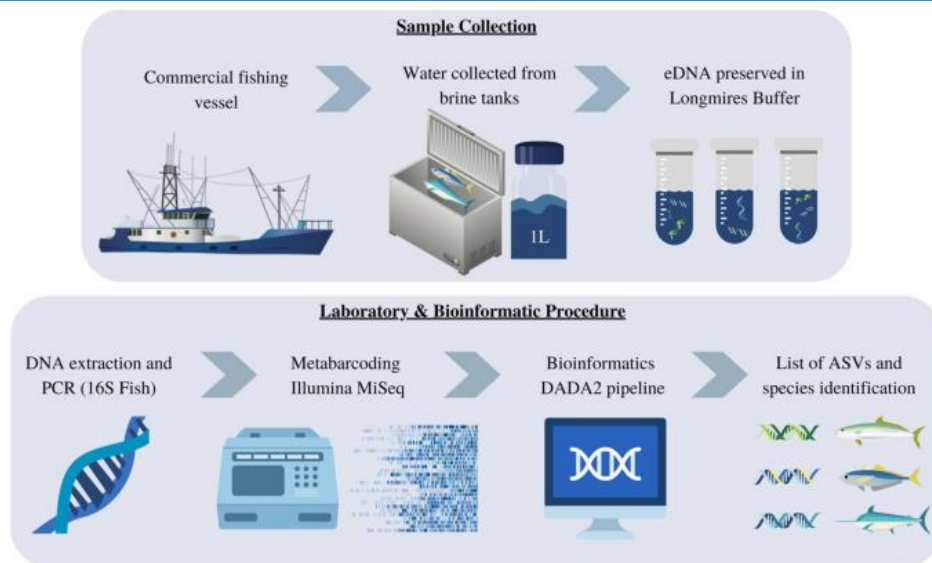 Sample Collection
Commercial fishing
vessel
Water collected from
brine tanks
eDNA preserved in
Longmires Buffer
1L
Laboratory & Bioinformatic Procedure
DNA extraction and
PCR (16S Fish)
Metabarcoding
Illumina MiSeq
Bioinformatics
DADA2 pipeline
List of ASVs and
species identification